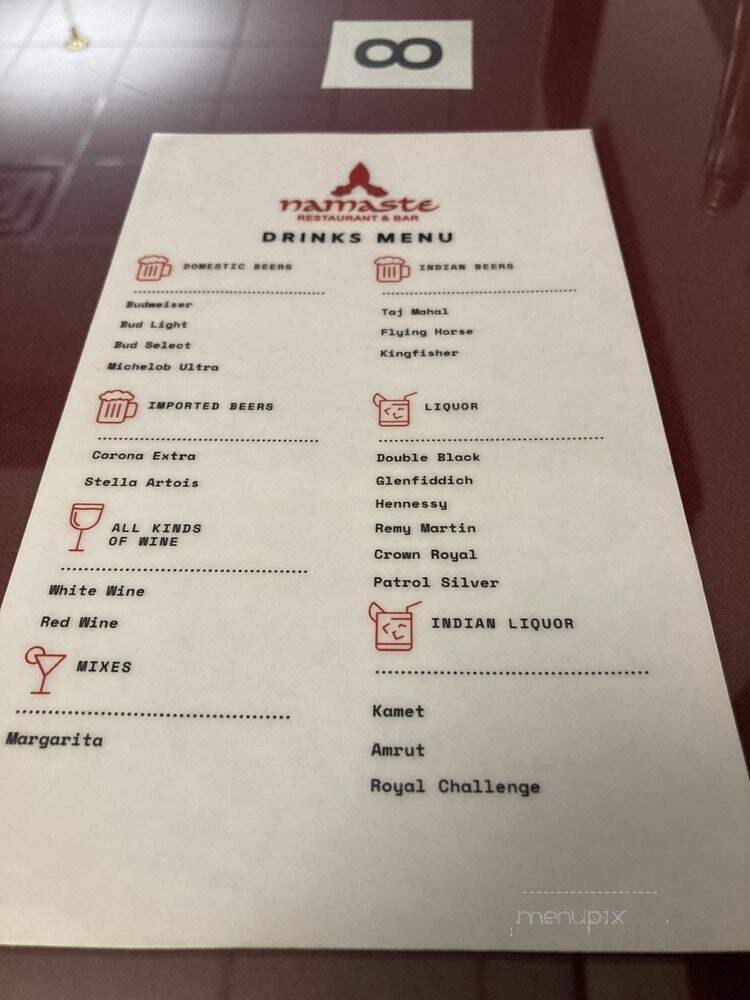 8
namaste
RESTAURANT & BAR
DRINKS MENU
DOMESTIC BEERS
Budweiser
Bud Light
Bud Select
Michelob Ultra
IMPORTED BEERS
Corona Extra
Stella Artois
ALL KINDS
OF WINE
White Wine
Red Wine
MIXES
Margarita
INDIAN BEERS
Taj Mahal
Flying Horse
Kingfisher
LIQUOR
Double Black
Glenfiddich
Hennessy
Remy Martin
Crown Royal
Patrol Silver
INDIAN LIQUOR
Kamet
Amrut
Royal Challenge
menupix